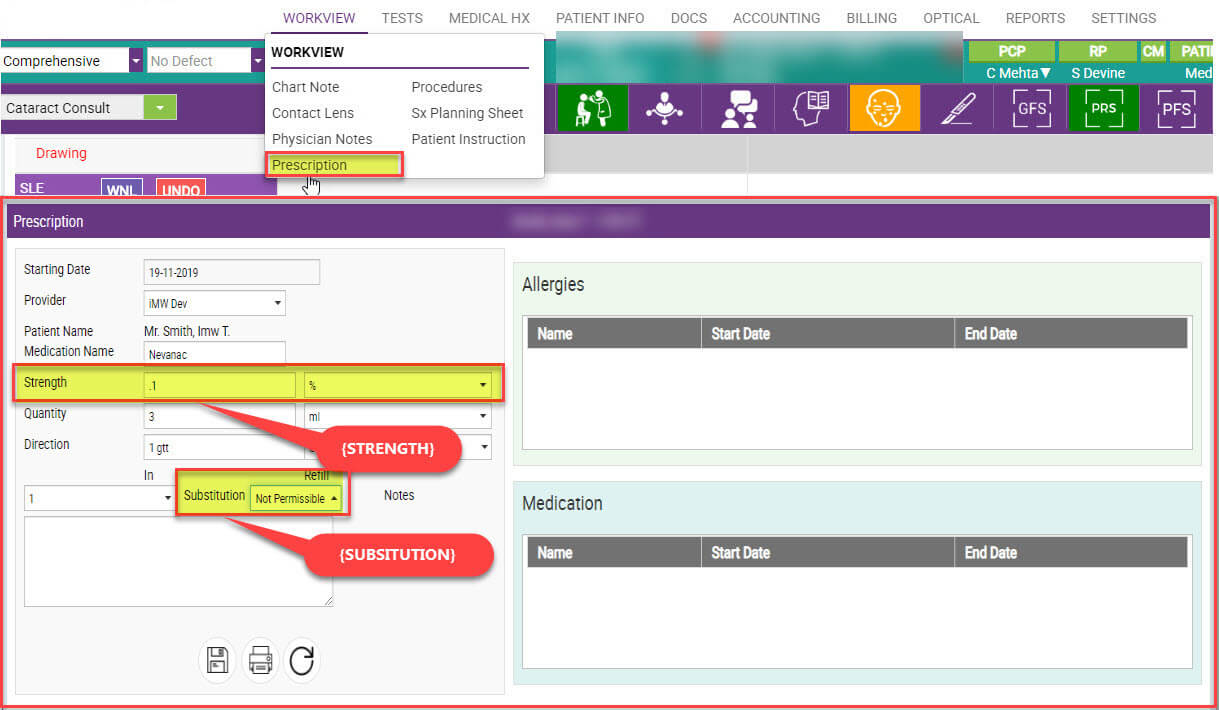 WORKVIEW TESTS MEDICAL HX PATIENT INFO DOCS ACCOUNTING BILLING OPTICAL REPORTS SETTINGS
WORKVIEW
Chart Note Procedures
Contact Lens Sx Planning Sheet
Physician Notes Patient Instruction
Prescription
Comprehensive No Defect
PCP RP CM PATI
C Mehta▼ S Devine Med
Cataract Consult
GFS PRS PFS
Drawing
SLE WNL UNDO
Prescription
Starting Date 19-11-2019
Provider iMW Dev
Patient Name Mr. Smith, Imw T.
Medication Name Nevanac
Strength .1 %
Quantity 3 ml
{STRENGTH}
Direction 1 gtt
In Refill
1 Substitution Not Permissible Notes
{SUBSITUTION}
Allergies
Name Start Date End Date
Medication
Name Start Date End Date